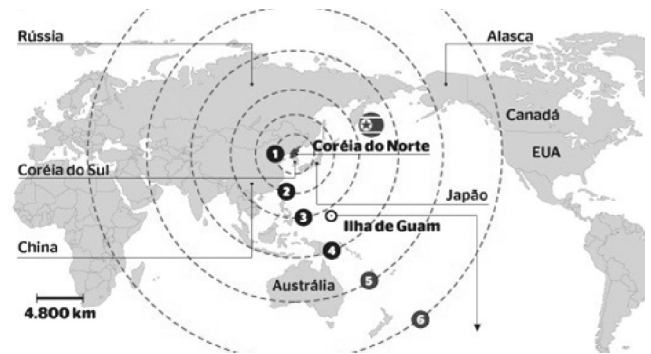 Rússia
Alasca
Canadá
EUA
1
Coréia do Norte
Coréia do Sul
2
Japão
3
Ilha de Guam
China
4
Austrália
5
4.800 km
6